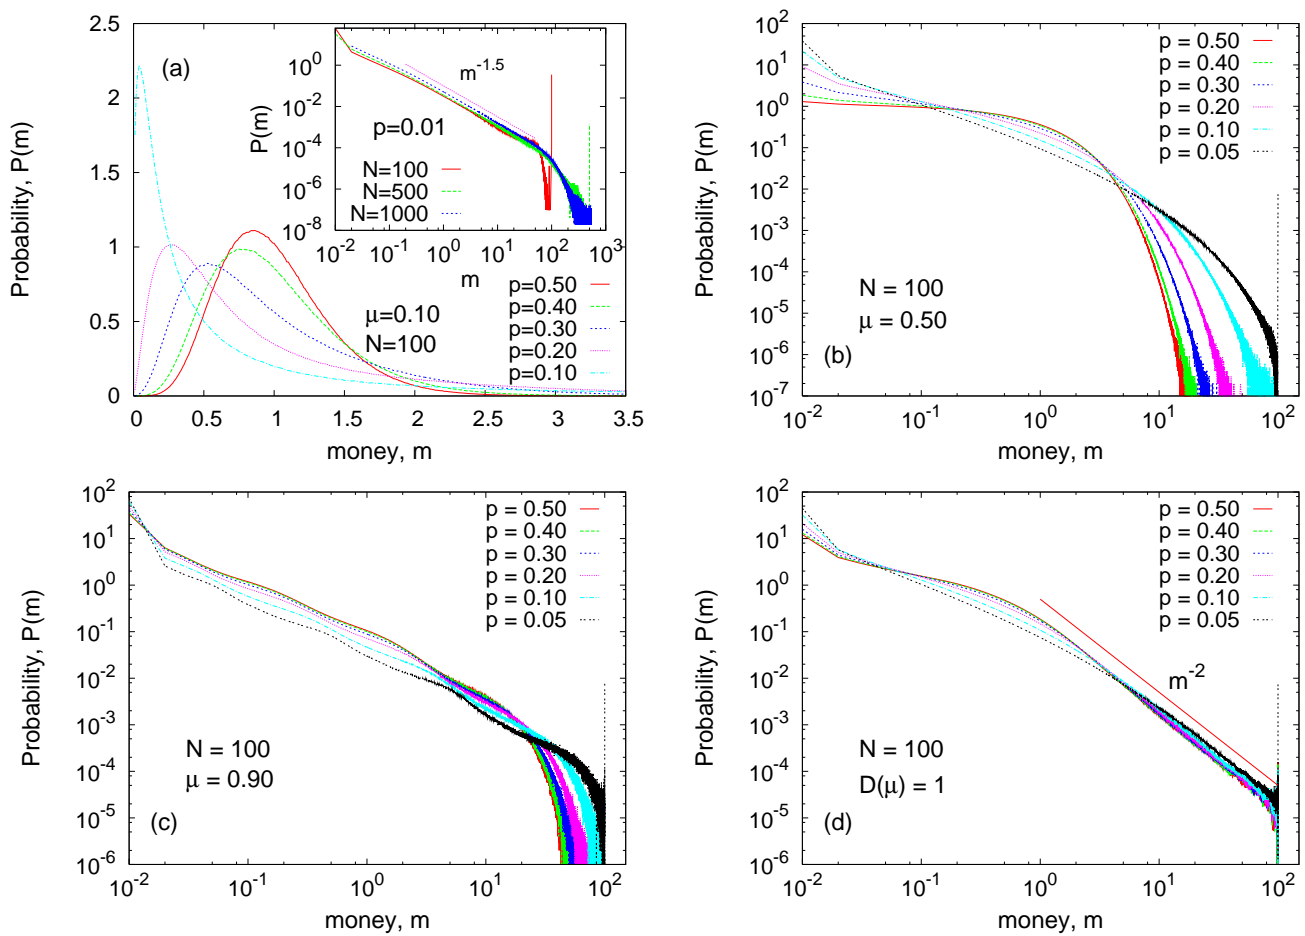 (a)
Probability, P(m)
2.5
2
1.5
1
0.5
0
0 0.5 1 1.5 2 2.5 3 3.5
money, m
μ=0.10
N=100
p=0.50
p=0.40
p=0.30
p=0.20
p=0.10
P(m)
10^0
10^-2
10^-4
10^-6
10^-8
10^-2 10^-1 10^0 10^1 10^2 10^3
m
m^-1.5
p=0.01
N=100
N=500
N=1000
Probability, P(m)
10^2
10^1
10^0
10^-1
10^-2
10^-3
10^-4
10^-5
10^-6
10^-7
10^-2 10^-1 10^0 10^1 10^2
money, m
p = 0.50
p = 0.40
p = 0.30
p = 0.20
p = 0.10
p = 0.05
N = 100
μ = 0.50
(b)
Probability, P(m)
10^2
10^1
10^0
10^-1
10^-2
10^-3
10^-4
10^-5
10^-6
10^-2 10^-1 10^0 10^1 10^2
money, m
p = 0.50
p = 0.40
p = 0.30
p = 0.20
p = 0.10
p = 0.05
N = 100
μ = 0.90
(c)
Probability, P(m)
10^2
10^1
10^0
10^-1
10^-2
10^-3
10^-4
10^-5
10^-6
10^-2 10^-1 10^0 10^1 10^2
money, m
p = 0.50
p = 0.40
p = 0.30
p = 0.20
p = 0.10
p = 0.05
m^-2
N = 100
D(μ) = 1
(d)